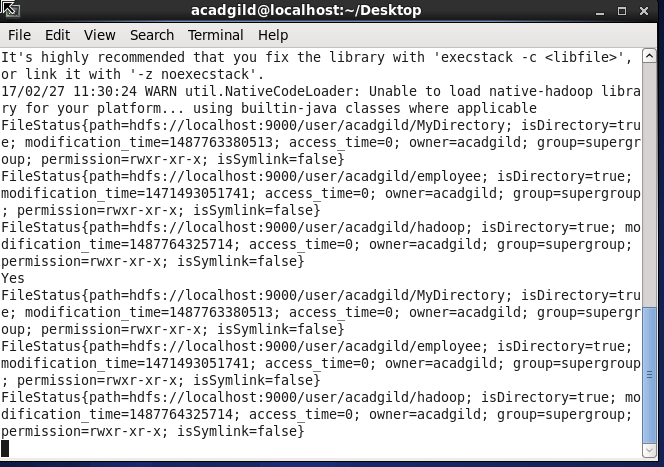 acadgild@localhost:~/Desktop
File Edit View Search Terminal Help
It's highly recommended that you fix the library with 'execstack -c <libfile>',
or link it with '-z noexecstack'.
17/02/27 11:30:24 WARN util.NativeCodeLoader: Unable to load native-hadoop libra
ry for your platform... using builtin-java classes where applicable
FileStatus{path=hdfs://localhost:9000/user/acadgild/MyDirectory; isDirectory=tru
e; modification_time=1487763380513; access_time=0; owner=acadgild; group=supergr
oup; permission=rwxr-xr-x; isSymlink=false}
FileStatus{path=hdfs://localhost:9000/user/acadgild/employee; isDirectory=true;
modification_time=1471493051741; access_time=0; owner=acadgild; group=supergroup
; permission=rwxr-xr-x; isSymlink=false}
FileStatus{path=hdfs://localhost:9000/user/acadgild/hadoop; isDirectory=true; mo
dification_time=1487764325714; access_time=0; owner=acadgild; group=supergroup;
permission=rwxr-xr-x; isSymlink=false}
Yes
FileStatus{path=hdfs://localhost:9000/user/acadgild/MyDirectory; isDirectory=tru
e; modification_time=1487763380513; access_time=0; owner=acadgild; group=supergr
oup; permission=rwxr-xr-x; isSymlink=false}
FileStatus{path=hdfs://localhost:9000/user/acadgild/employee; isDirectory=true;
modification_time=1471493051741; access_time=0; owner=acadgild; group=supergroup
; permission=rwxr-xr-x; isSymlink=false}
FileStatus{path=hdfs://localhost:9000/user/acadgild/hadoop; isDirectory=true; mo
dification_time=1487764325714; access_time=0; owner=acadgild; group=supergroup;
permission=rwxr-xr-x; isSymlink=false}